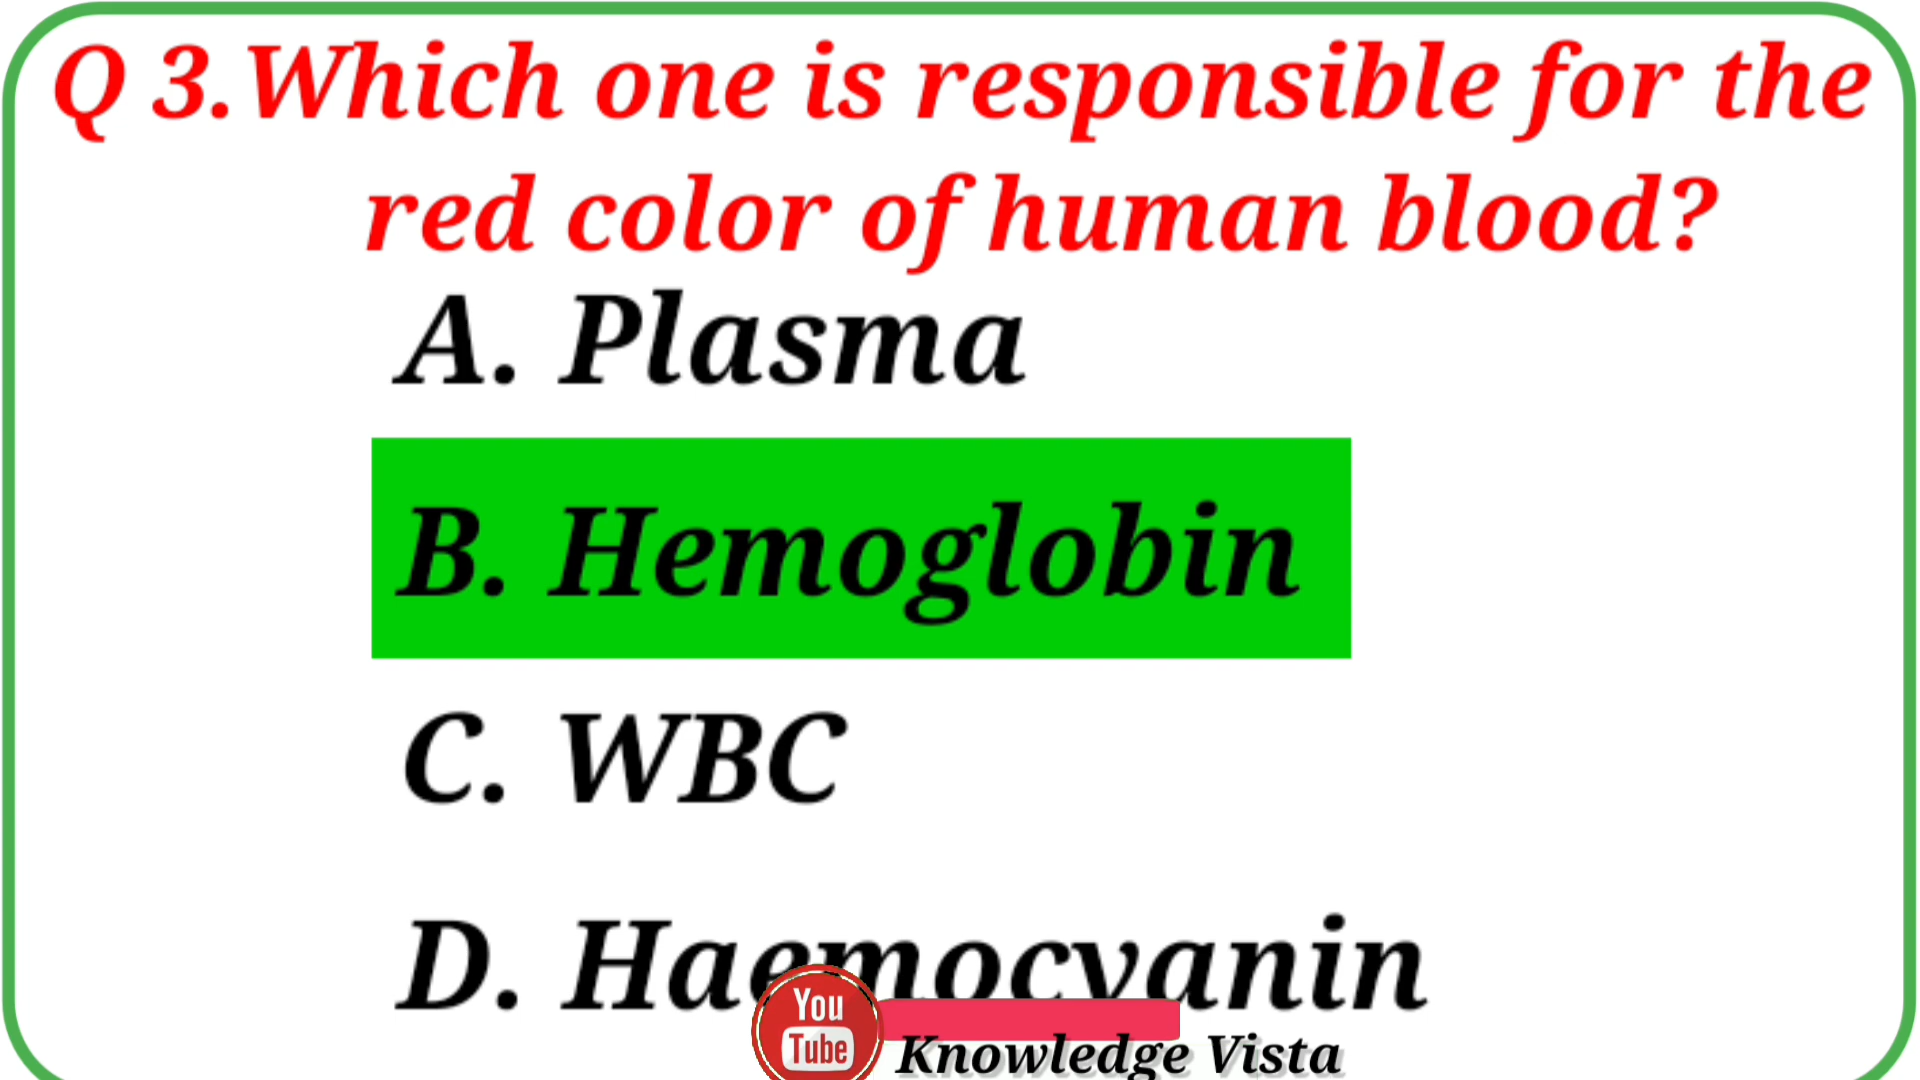 Q 3.Which one is responsible for the
red color of human blood?
A. Plasma
B. Hemoglobin
C. WBC
D. Haemocyanin
You
Tube
Knowledge Vista